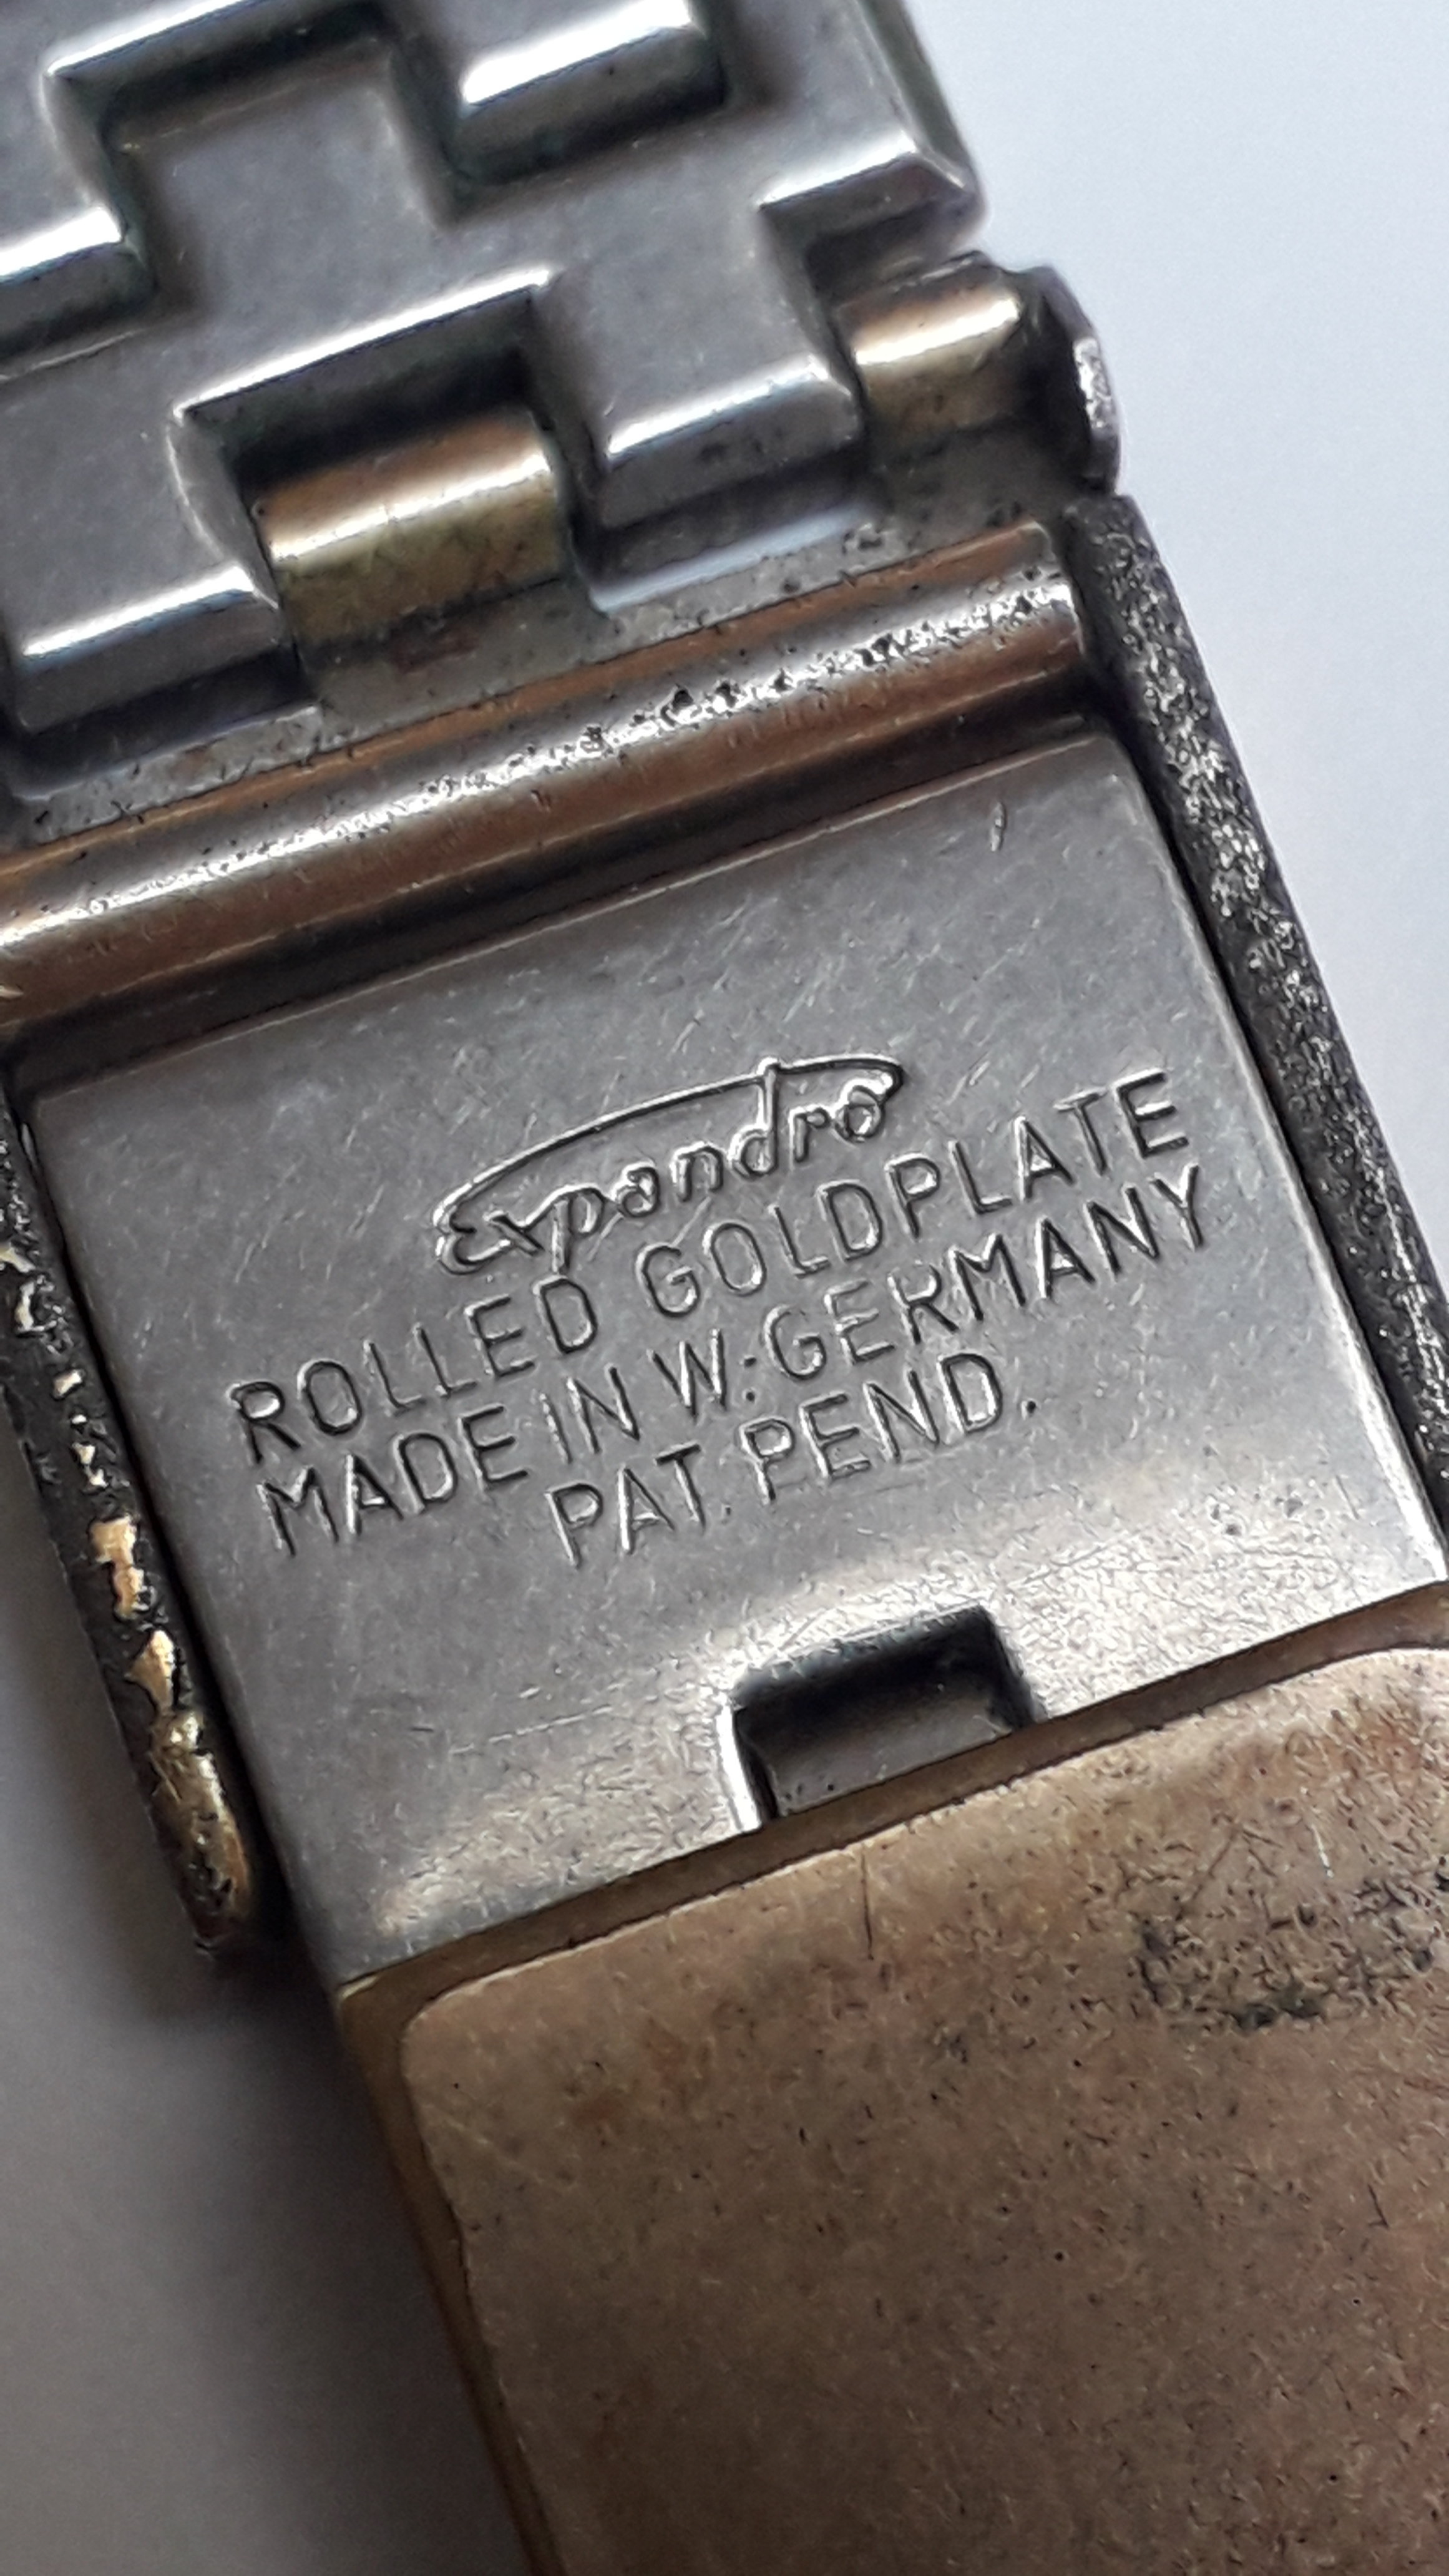 Expandro
ROLLED GOLDPLATE
MADE IN W. GERMANY
PAT. PEND.